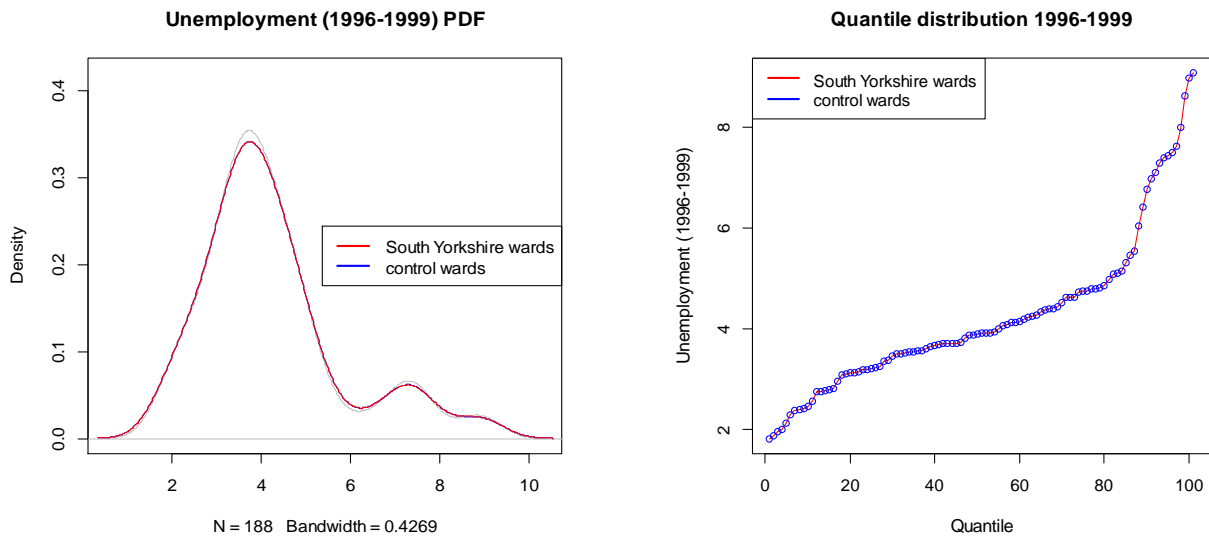 Unemployment (1996-1999) PDF
Density
0.0 0.1 0.2 0.3 0.4
South Yorkshire wards
control wards
2 4 6 8 10
N = 188 Bandwidth = 0.4269
Quantile distribution 1996-1999
Unemployment (1996-1999)
2 4 6 8
South Yorkshire wards
control wards
0 20 40 60 80 100
Quantile